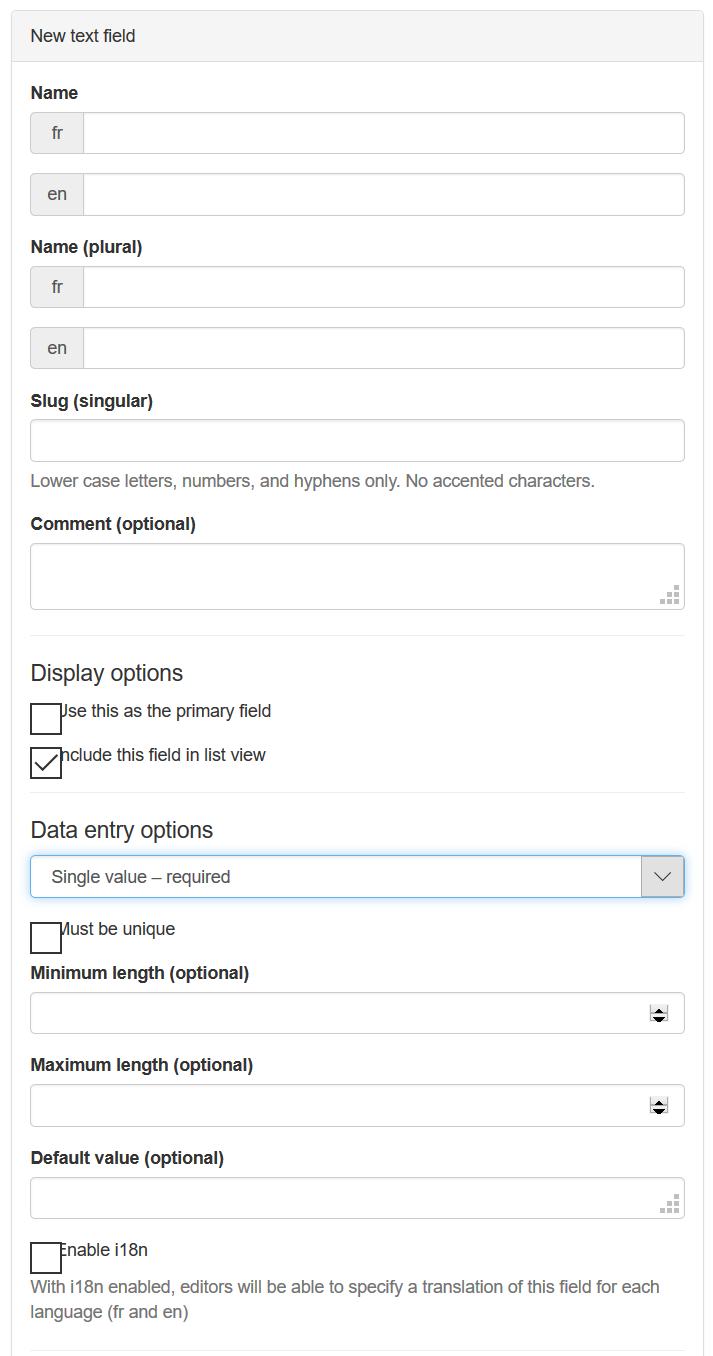 New text field
Name
fr
en
Name (plural)
fr
en
Slug (singular)
Lower case letters, numbers, and hyphens only. No accented characters.
Comment (optional)
Display options
Use this as the primary field
Include this field in list view
Data entry options
Single value – required
Must be unique
Minimum length (optional)
Maximum length (optional)
Default value (optional)
Enable i18n
With i18n enabled, editors will be able to specify a translation of this field for each
language (fr and en)